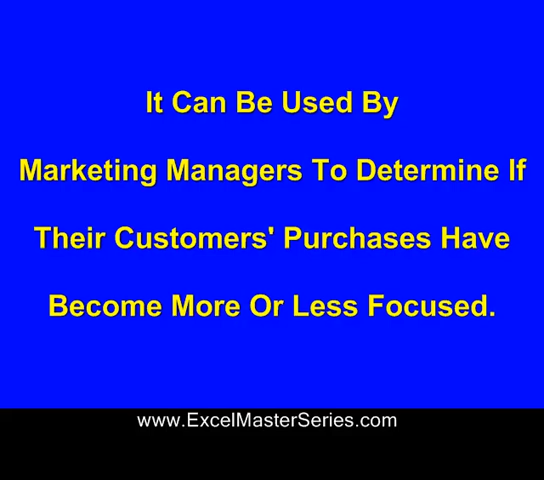 It Can Be Used By
Marketing Managers To Determine If
Their Customers' Purchases Have
Become More Or Less Focused.
www.ExcelMasterSeries.com